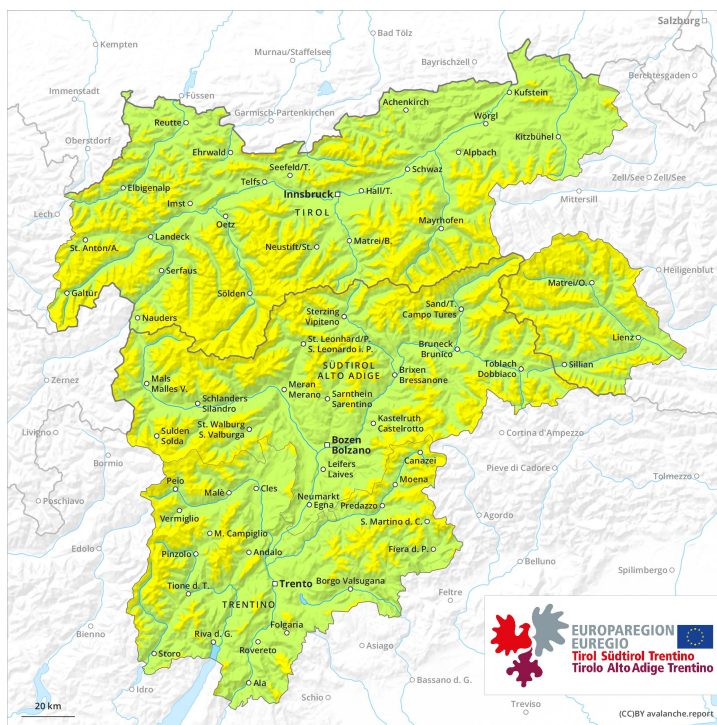 Salzburg
Kempten
Bad Tölz
Murnau/Staffelsee
Bayrischzell
Berchtesgaden
Immenstadt
Füssen
Kufstein
Garmisch-Partenkirchen
Achenkirch
Reutte
Wörgl
Oberstdorf
Ehrwald
Kitzbühel
Alpbach
Seefeld/T.
Schwaz
Zell/See
Zell/See
Telfs
Elbigenalp
Innsbruck
Hall/T.
Mittersill
Imst
Lech
TIROL
Oetz
Mayrhofen
Landeck
Neustift/St.
Matrei/B.
St. Anton/A.
Serfaus
Heiligenblut
Matrei/O.
Galtür
Sölden
Sand/T.
Campo Tures
Nauders
Sterzing
Vipiteno
Lienz
St. Leonhard/P.
S. Leonardo i. P.
Bruneck
Brunico
Toblach
Dobbiaco
Sillian
SÜDTIROL
ALTO ADIGE
Brixen
Bressanone
Zernez
Mals
Malles V.
Meran
Merano
Schlanders
Silandro
Sarnthein
Sarentino
Kastelruth
Castelrotto
St. Walburg
S. Valburga
Livigno
Sulden
Solda
Bozen
Bolzano
Cortina d'Ampezzo
Bormio
Canazei
Leifers
Laives
Pieve di Cadore
Tolmezzo
Peio
Moena
Poschiavo
Malè
Cles
Neumarkt
Egna
Predazzo
Vermiglio
Agordo
S. Martino d. C.
M. Campiglio
Edolo
Pinzolo
Andalo
Fiera d. P.
Belluno
Spilimbergo
Tione d. T.
Trento
Borgo Valsugana
Feltre
TRENTINO
Folgaria
Bienno
Riva d. G.
Rovereto
Storo
Asiago
Ala
Bassano d. G.
Idro
Schio
Treviso
EUROPAREGION
EUREGIO
Tirol Südtirol Trentino
Tirolo Alto Adige Trentino
20 km
(CC)BY avalanche.report